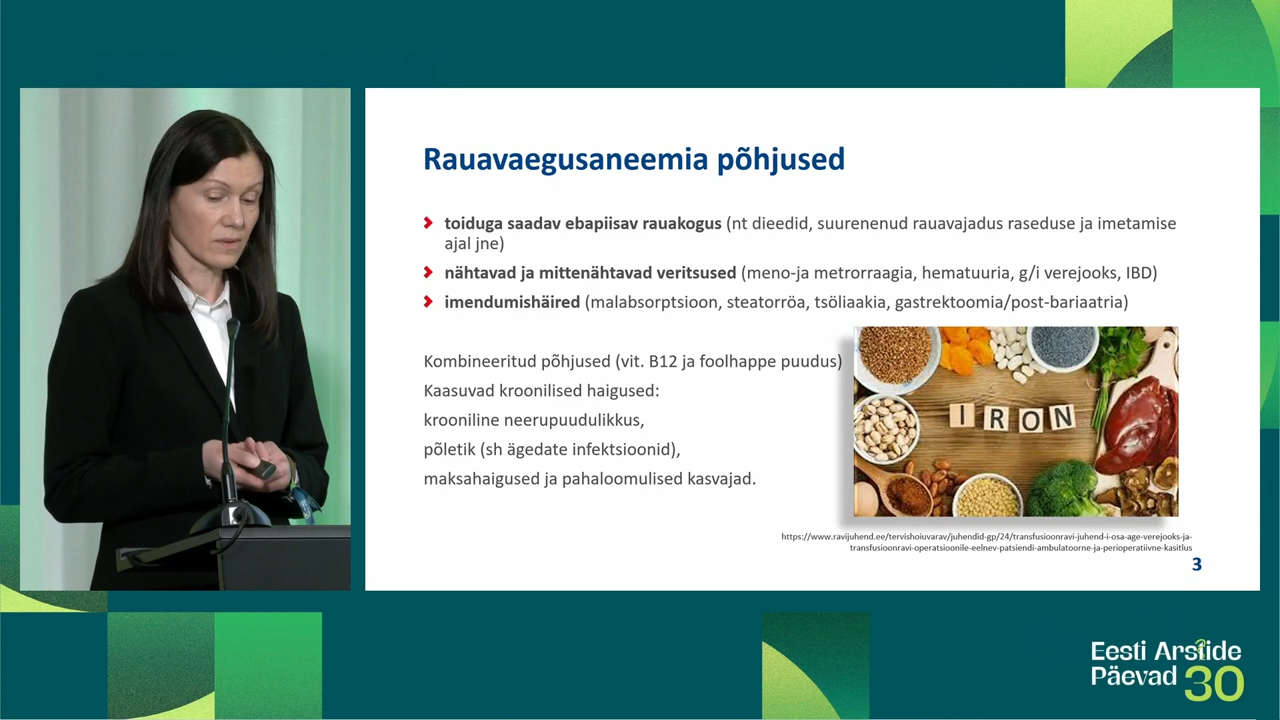 Rauavaegusaneemia põhjused
toiduga saadav ebapiisav rauakogus (nt dieedid, suurenenud rauavajadus raseduse ja imetamise
ajal jne)
nähtavad ja mittenähtavad veritsused (meno-ja metrorraagia, hematuuria, g/i verejooks, IBD)
imendumishäired (malabsorptsioon, steatorröa, tsöliaakia, gastrektoomia/post-bariaatria)
Kombineeritud põhjused (vit. B12 ja foolhappe puudus)
Kaasuvad kroonilised haigused:
krooniline neerupuudulikkus,
põletik (sh ägedate infektsioonid),
maksahaigused ja pahaloomulised kasvajad.
IRON
https://www.ravijuhend.ee/tervishoiuvarav/juhendid-gp/24/transfusioonravi-juhend-i-osa-age-verejooks-ja-
transfusioonravi-operatsioonile-eelnev-patsiendi-ambulatoorne-ja-perioperatiivne-kasitlus
3
Eesti Arstide
Päevad 30